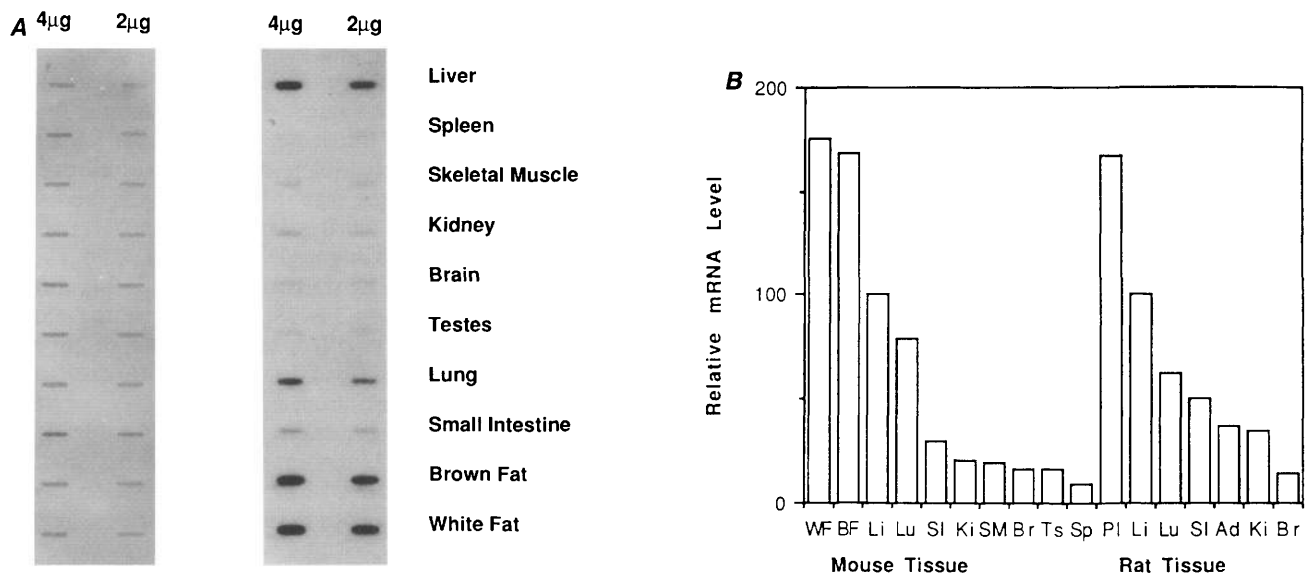 A 4µg 2µg 4µg 2µg
Liver
Spleen
Skeletal Muscle
Kidney
Brain
Testes
Lung
Small Intestine
Brown Fat
White Fat
B
200
100
0
Relative mRNA Level
WF BF Li Lu SI Ki SM Br Ts Sp Pl Li Lu SI Ad Ki Br
Mouse Tissue Rat Tissue